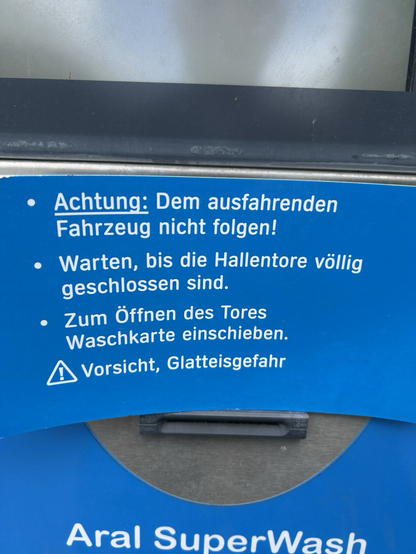 • Achtung: Dem ausfahrenden
Fahrzeug nicht folgen!
• Warten, bis die Hallentore völlig
geschlossen sind.
• Zum Öffnen des Tores
Waschkarte einschieben.
⚠ Vorsicht, Glatteisgefahr
Aral SuperWash